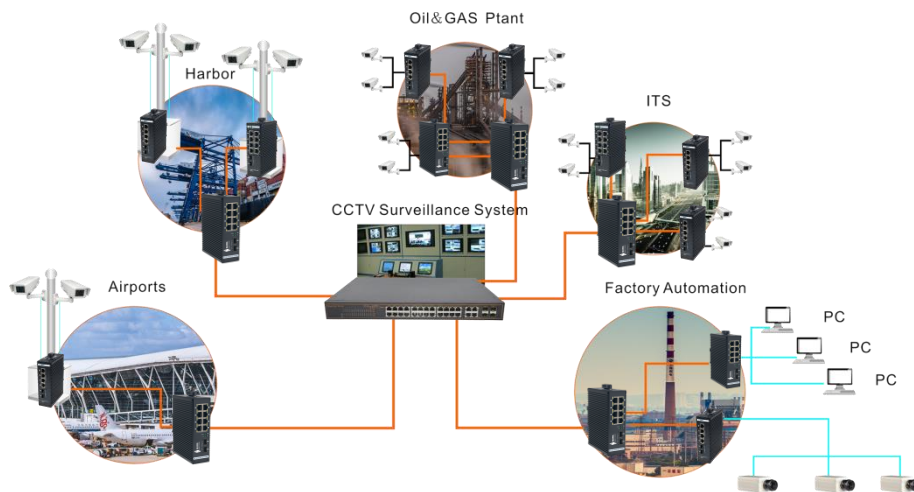 Oil&GAS Ptant
Harbor
ITS
CCTV Surveillance System
Airports
Factory Automation
PC
PC
PC